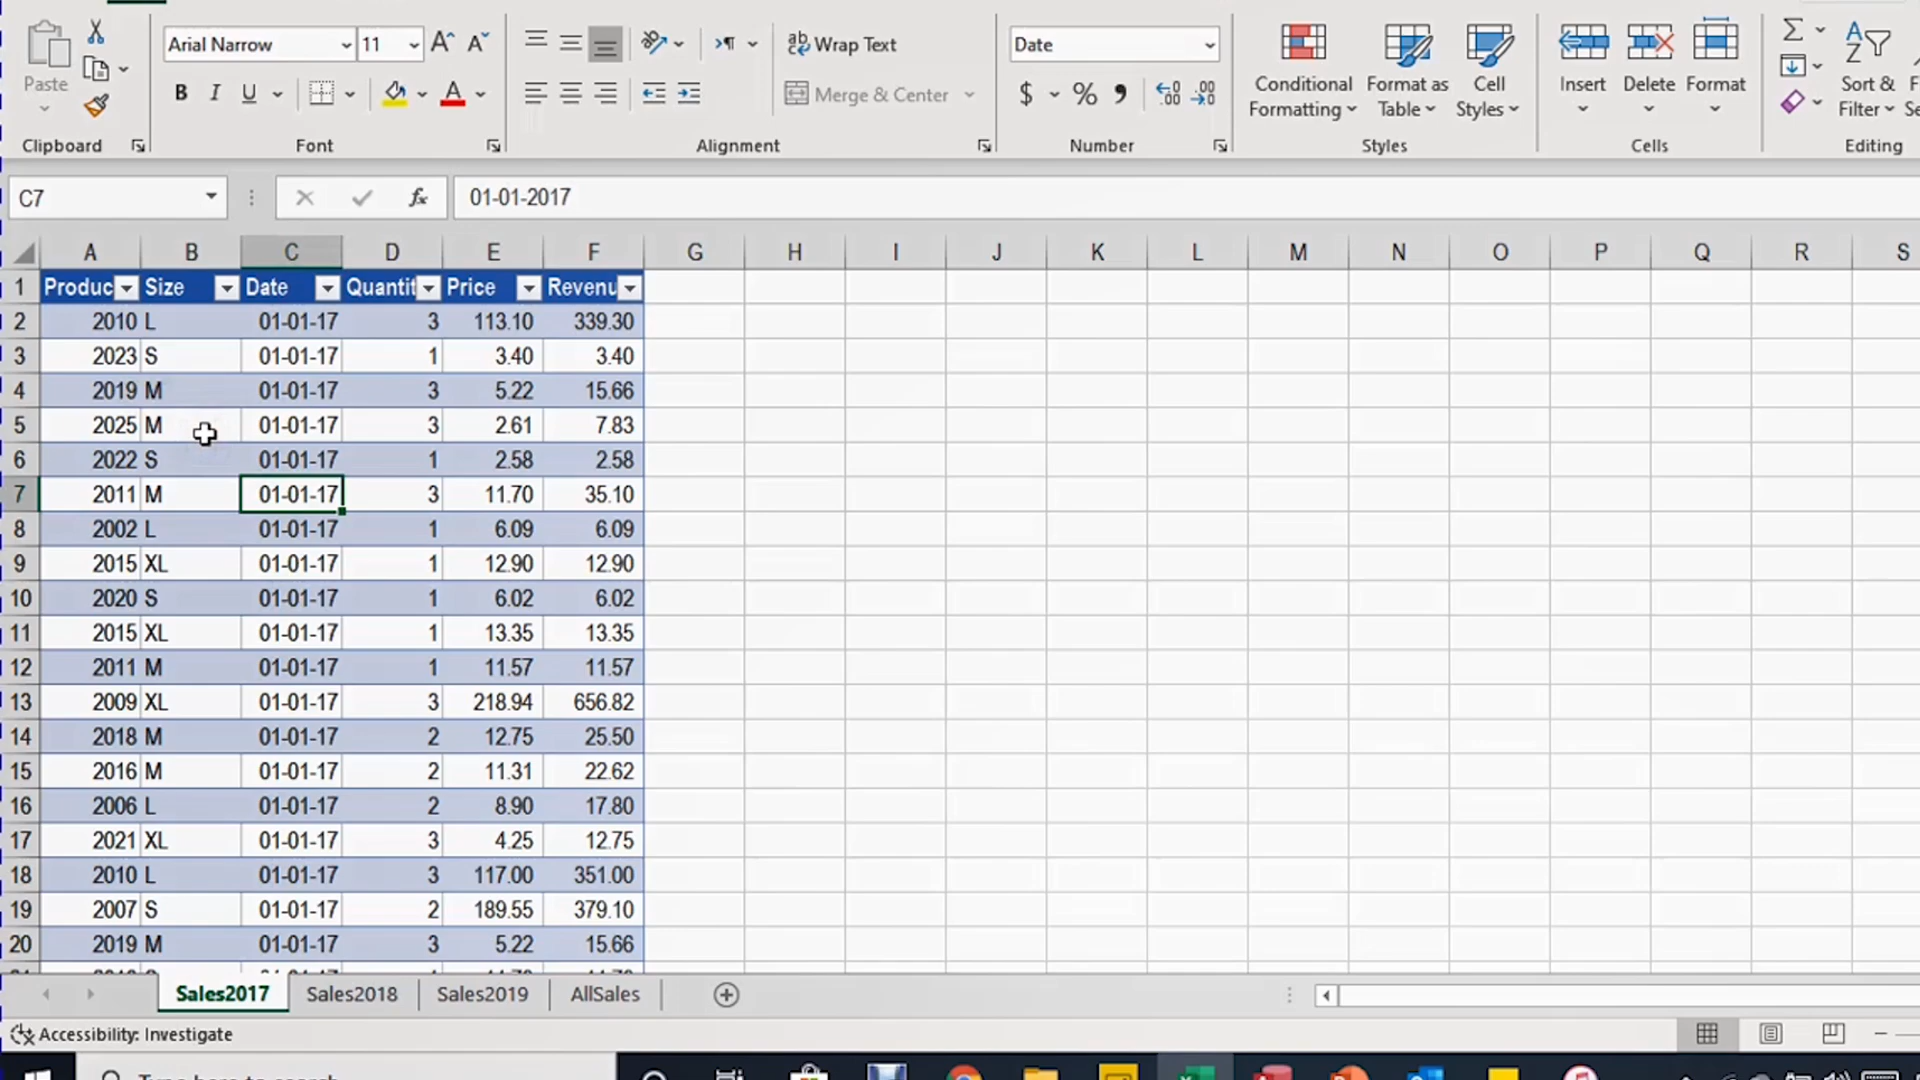 Arial Narrow 11 Wrap Text Date
Paste B I U Merge & Center $ % Conditional Formatting Format as Table Cell Styles Insert Delete Format Sort & Filter
Clipboard Font Alignment Number Styles Cells Editing
C7 fx 01-01-2017
A B C D E F G H I J K L M N O P Q R S
1 Produc Size Date Quantit Price Revenu
2 2010 L 01-01-17 3 113.10 339.30
3 2023 S 01-01-17 1 3.40 3.40
4 2019 M 01-01-17 3 5.22 15.66
5 2025 M 01-01-17 3 2.61 7.83
6 2022 S 01-01-17 1 2.58 2.58
7 2011 M 01-01-17 3 11.70 35.10
8 2002 L 01-01-17 1 6.09 6.09
9 2015 XL 01-01-17 1 12.90 12.90
10 2020 S 01-01-17 1 6.02 6.02
11 2015 XL 01-01-17 1 13.35 13.35
12 2011 M 01-01-17 1 11.57 11.57
13 2009 XL 01-01-17 3 218.94 656.82
14 2018 M 01-01-17 2 12.75 25.50
15 2016 M 01-01-17 2 11.31 22.62
16 2006 L 01-01-17 2 8.90 17.80
17 2021 XL 01-01-17 3 4.25 12.75
18 2010 L 01-01-17 3 117.00 351.00
19 2007 S 01-01-17 2 189.55 379.10
20 2019 M 01-01-17 3 5.22 15.66
Sales2017 Sales2018 Sales2019 AllSales
Accessibility: Investigate
Type here to search